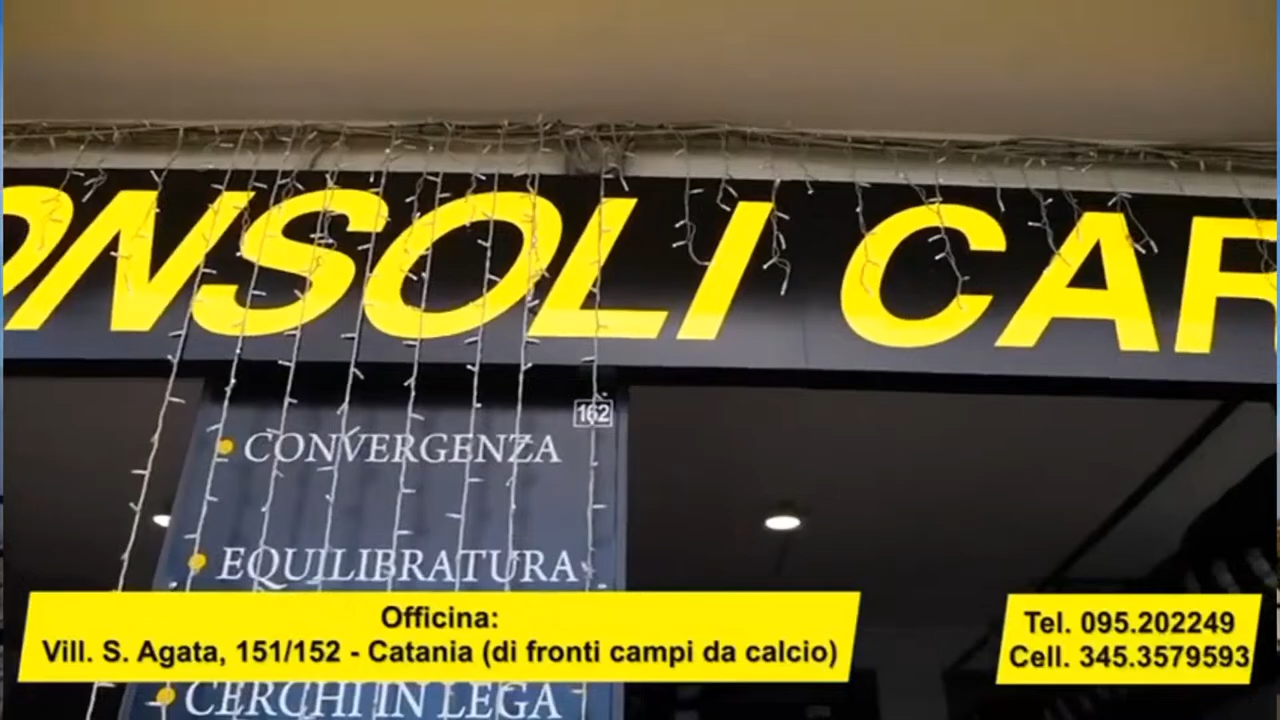 ONSOLI CAR
162
CONVERGENZA
EQUILIBRATURA
Officina:
Vill. S. Agata, 151/152 - Catania (di fronti campi da calcio)
Tel. 095.202249
Cell. 345.3579593
CERCHI IN LEGA